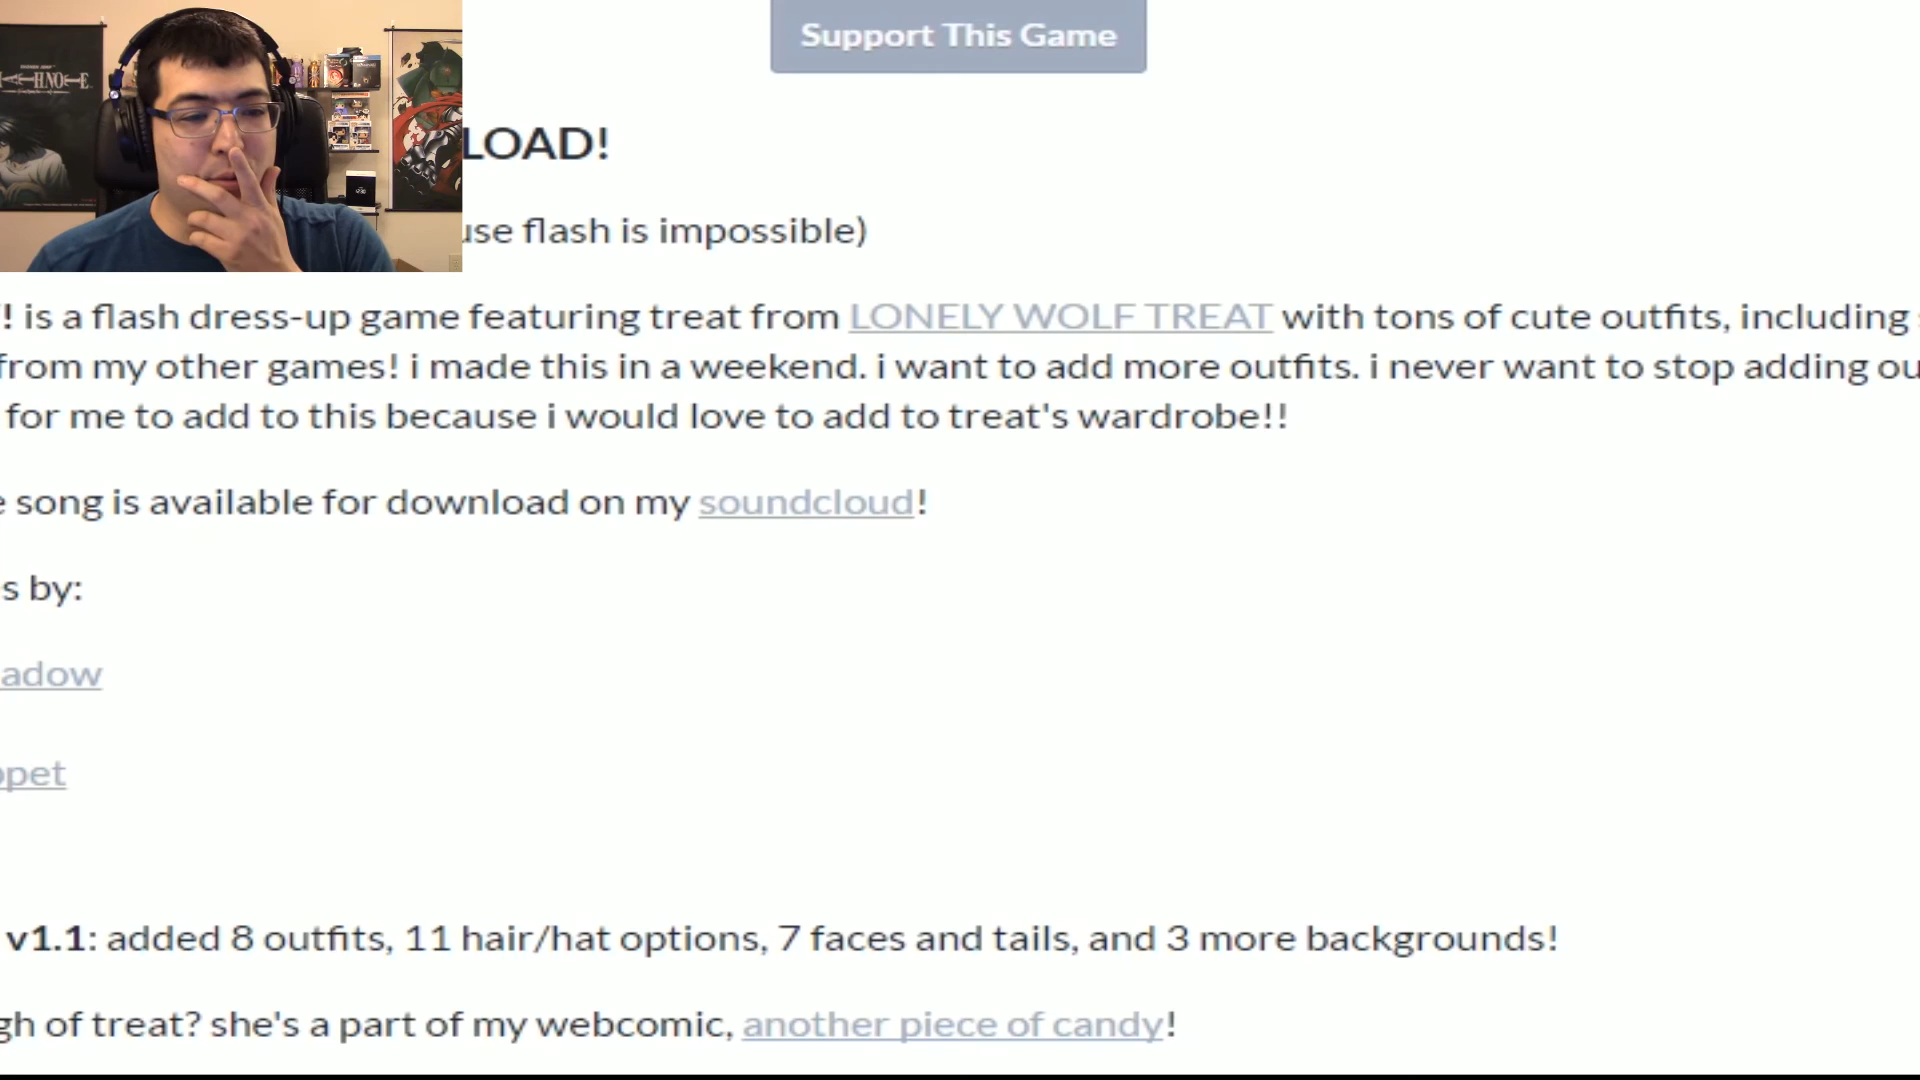 Support This Game
LOAD!
use flash is impossible)
! is a flash dress-up game featuring treat from LONELY WOLF TREAT with tons of cute outfits, including
from my other games! i made this in a weekend. i want to add more outfits. i never want to stop adding ou
for me to add to this because i would love to add to treat's wardrobe!!
e song is available for download on my soundcloud!
s by:
adow
ppet
v1.1: added 8 outfits, 11 hair/hat options, 7 faces and tails, and 3 more backgrounds!
gh of treat? she's a part of my webcomic, another piece of candy!